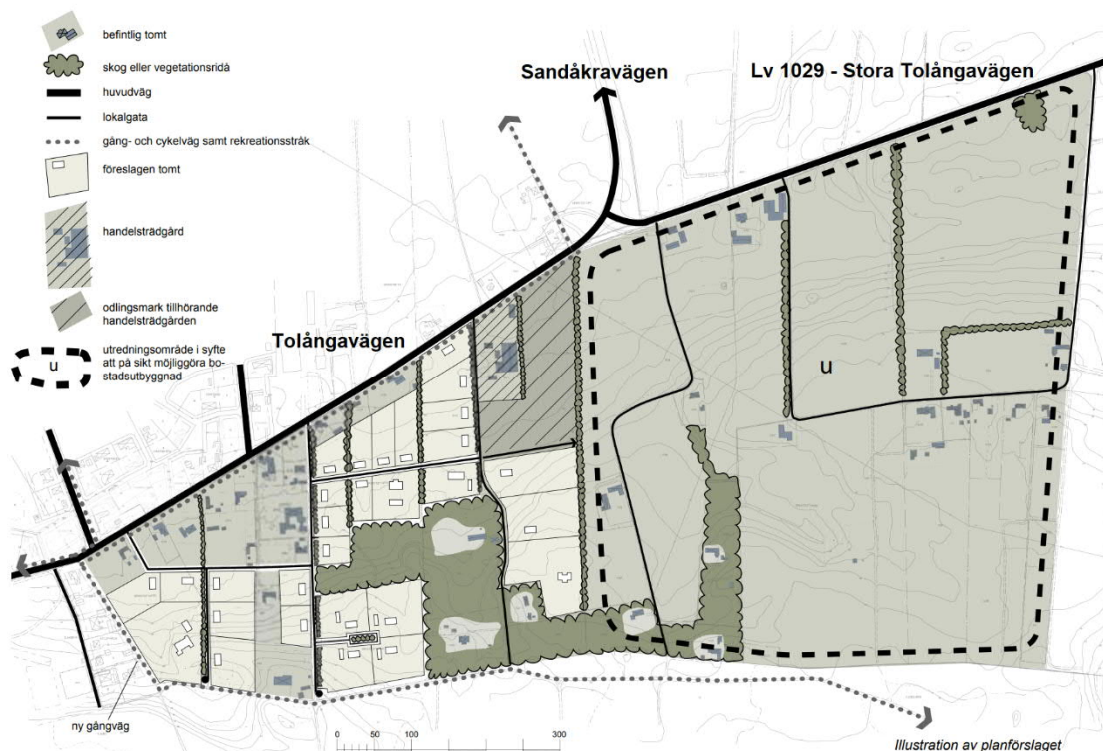 befintlig tomt
skog eller vegetationsridå
huvudväg
lokalgata
gång- och cykelväg samt rekreationsstråk
föreslagen tomt
handelsträdgård
odlingsmark tillhörande
handelsträdgården
u
utredningsområde i syfte
att på sikt möjliggöra bo-
stadsutbyggnad
Sandåkravägen
Lv 1029 - Stora Tolångavägen
Tolångavägen
u
ny gångväg
0 100 300
Illustration av planförslaget